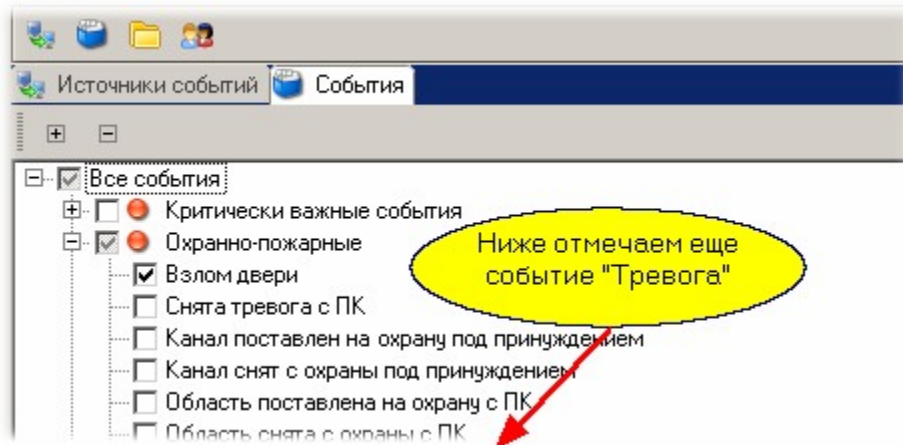 Источники событий
События
Все события
Критически важные события
Охранно-пожарные
Ниже отмечаем еще
событие "Тревога"
Взлом двери
Снята тревога с ПК
Канал поставлен на охрану под принуждением
Канал снят с охраны под принуждением
Область поставлена на охрану с ПК
Область снята с охраны с ПК